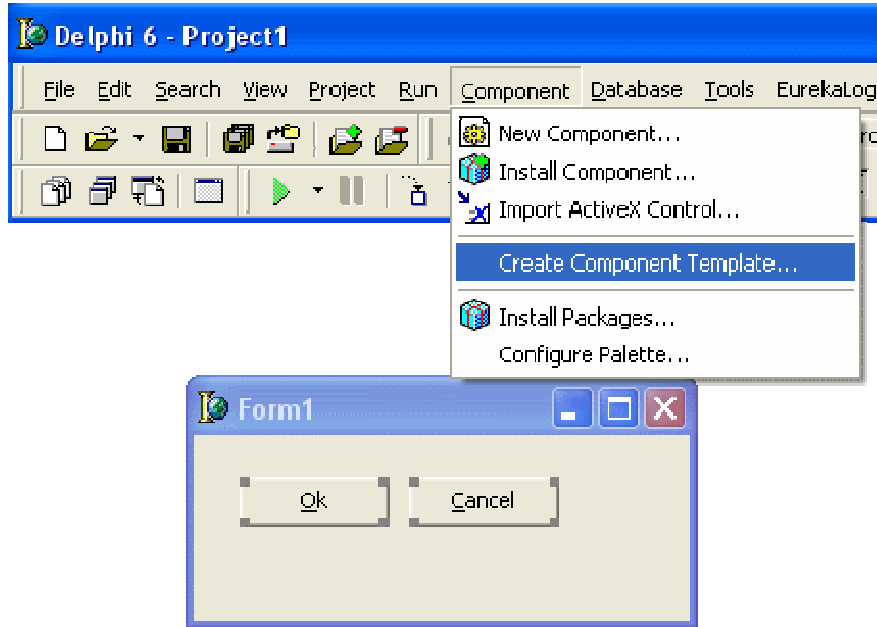 Delphi 6 - Project1
File Edit Search View Project Run Component Database Tools EurekaLog
New Component...
Install Component...
Import ActiveX Control...
Create Component Template...
Install Packages...
Configure Palette...
Form1
Ok Cancel